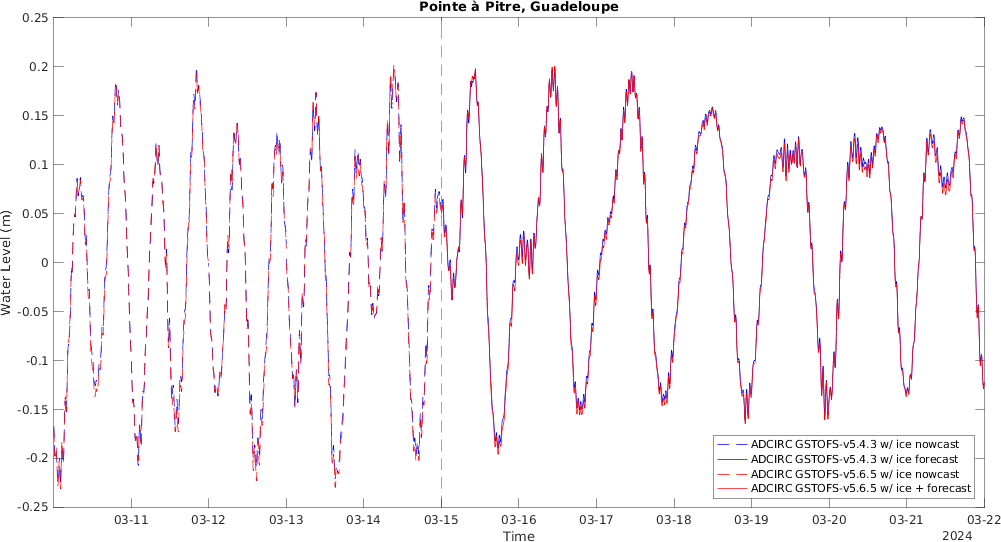 Pointe à Pitre, Guadeloupe
0.25
0.2
0.15
0.1
0.05
0
-0.05
-0.1
-0.15
-0.2
-0.25
Water Level (m)
ADCIRC GSTOFS-v5.4.3 w/ ice nowcast
ADCIRC GSTOFS-v5.4.3 w/ ice forecast
ADCIRC GSTOFS-v5.6.5 w/ ice nowcast
ADCIRC GSTOFS-v5.6.5 w/ ice + forecast
03-11 03-12 03-13 03-14 03-15 03-16 03-17 03-18 03-19 03-20 03-21 03-22
Time
2024